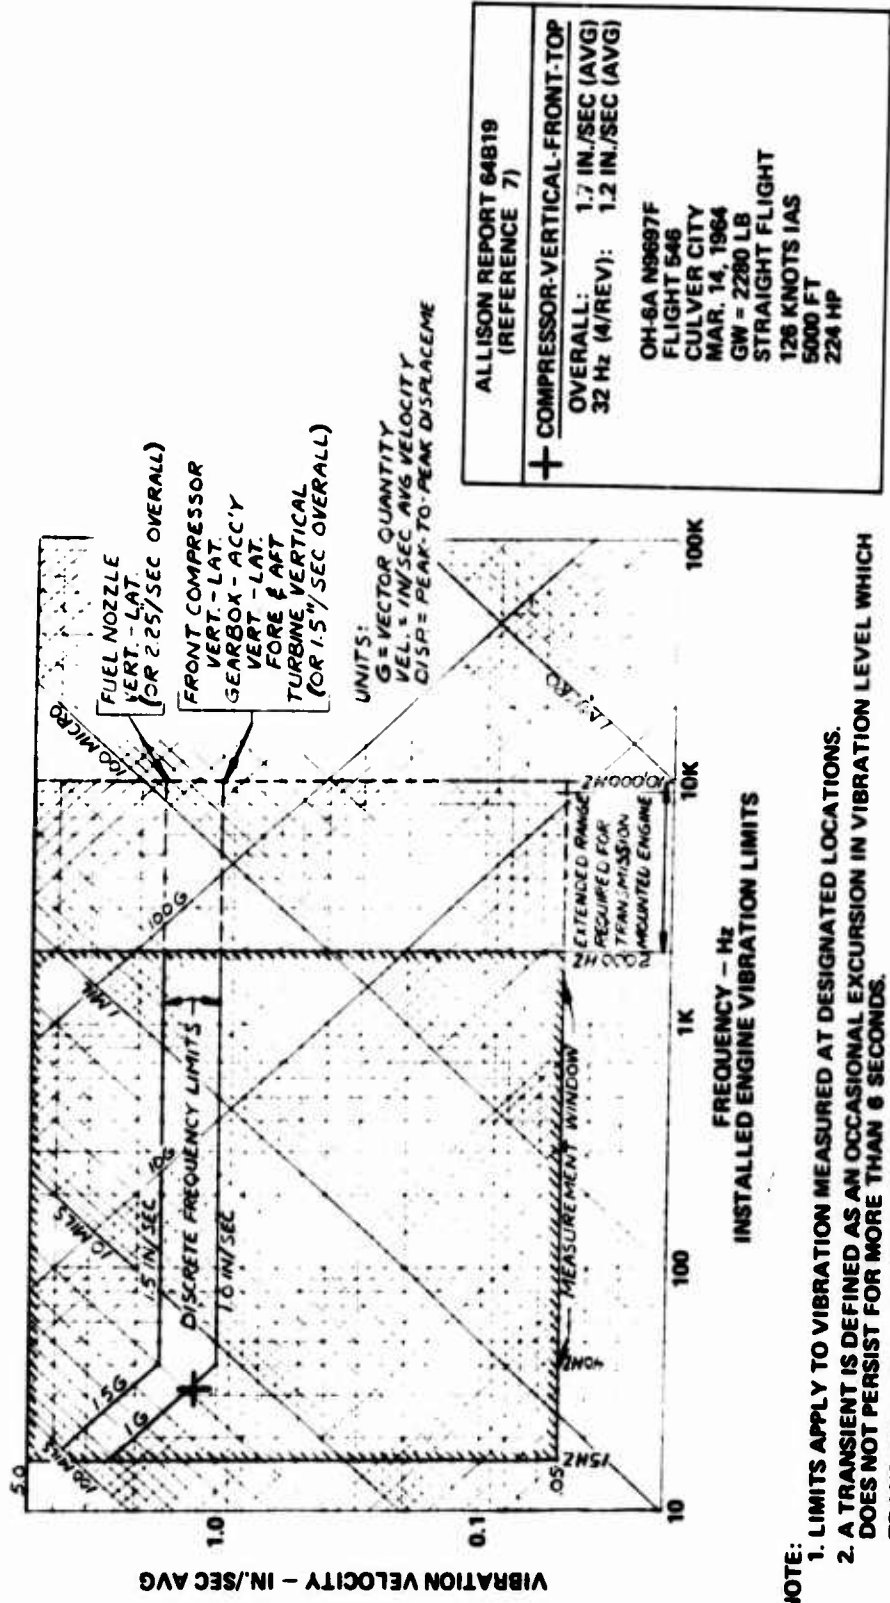 ALLISON REPORT 64B19
(REFERENCE 7)
COMPRESSOR-VERTICAL-FRONT-TOP
OVERALL: 1.7 IN./SEC (AVG)
32 Hz (4/REV): 1.2 IN./SEC (AVG)
OH-6A N9697F
FLIGHT 546
CULVER CITY
MAR. 14, 1964
GW = 2280 LB
STRAIGHT FLIGHT
126 KNOTS IAS
5000 FT
224 HP
FUEL NOZZLE
VERT.-LAT.
(OR 2.25"/SEC OVERALL)
FRONT COMPRESSOR
VERT.-LAT.
GEARBOX-ACC'Y
VERT-LAT.
FORE & AFT
TURBINE VERTICAL
(OR 1.5"/SEC OVERALL)
UNITS:
G = VECTOR QUANTITY
VEL. = IN/SEC AVG VELOCITY
DISP.= PEAK-TO-PEAK DISPLACEME
5.0
1.0
0.1
.05
VIBRATION VELOCITY – IN./SEC AVG
100 MILS
10 MILS
1 MIL
100 MICRO
1.5G
1G
10G
100G
1.5 IN/SEC
DISCRETE FREQUENCY LIMITS
1.0 IN/SEC
MEASUREMENT WINDOW
EXTENDED RANGE
REQUIRED FOR
TRANSMISSION
MOUNTED ENGINE
15HZ
40HZ
2,000HZ
10,000HZ
10
100
1K
10K
100K
FREQUENCY – Hz
INSTALLED ENGINE VIBRATION LIMITS
NOTE:
1. LIMITS APPLY TO VIBRATION MEASURED AT DESIGNATED LOCATIONS.
2. A TRANSIENT IS DEFINED AS AN OCCASIONAL EXCURSION IN VIBRATION LEVEL WHICH
DOES NOT PERSIST FOR MORE THAN 6 SECONDS.